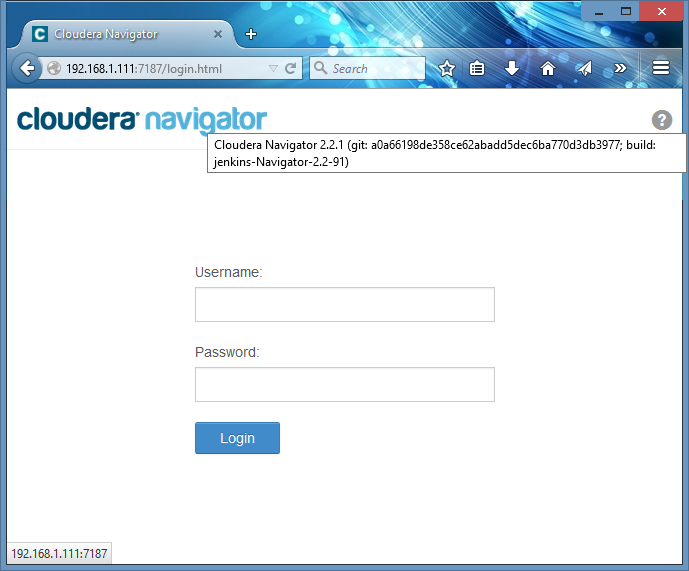 Cloudera Navigator
192.168.1.111:7187/login.html
Search
cloudera navigator
Cloudera Navigator 2.2.1 (git: a0a66198de358ce62abadd5dec6ba770d3db3977; build:
jenkins-Navigator-2.2-91)
Username:
Password:
Login
192.168.1.111:7187